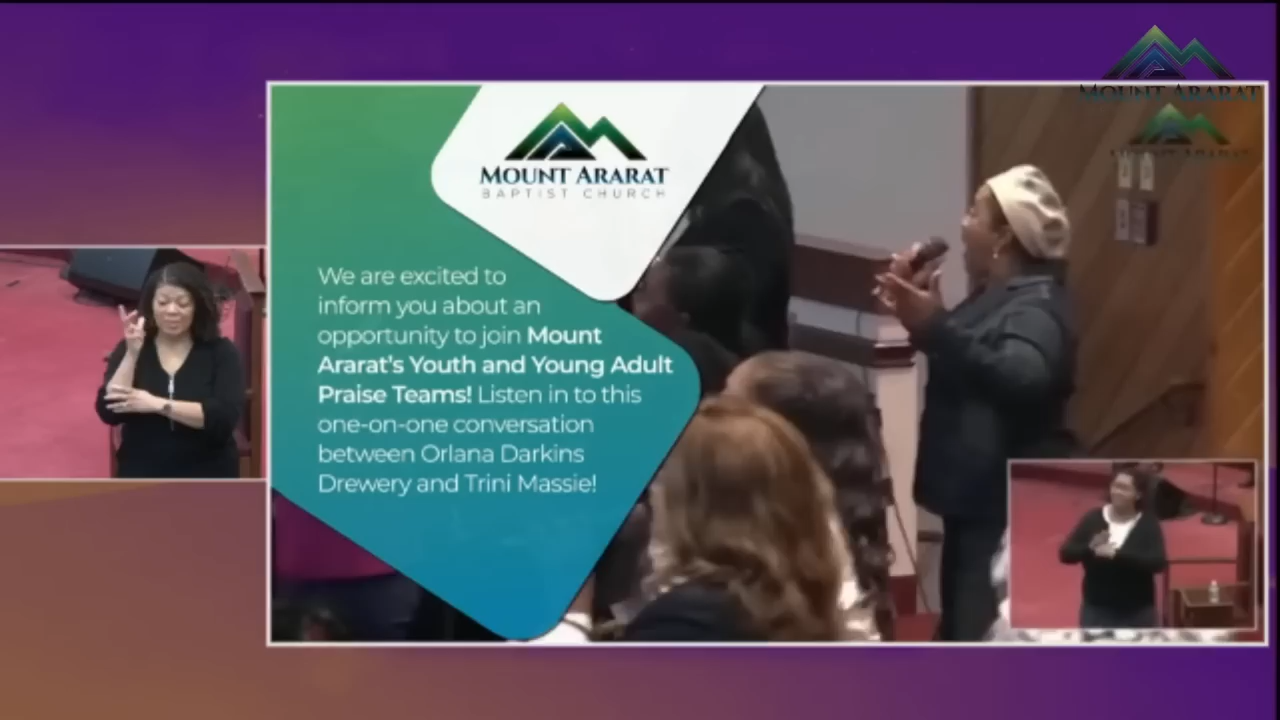 MOUNT ARARAT
MOUNT ARARAT
MOUNT ARARAT
BAPTIST CHURCH
We are excited to
inform you about an
opportunity to join Mount
Ararat's Youth and Young Adult
Praise Teams! Listen in to this
one-on-one conversation
between Orlana Darkins
Drewery and Trini Massie!